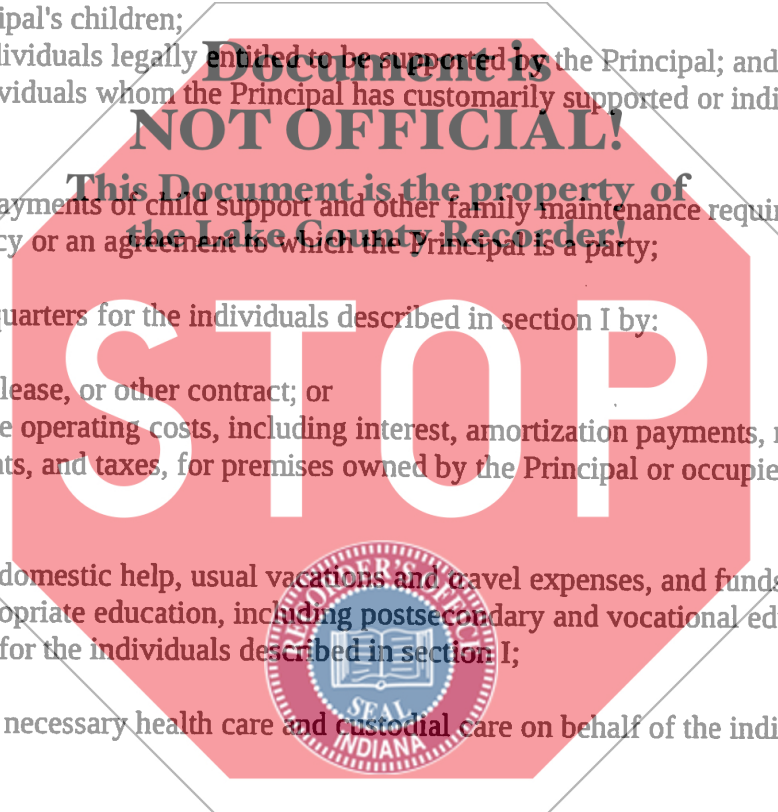 ipal's children;
dividuals legally entitled to be supported by the Principal; and
viduals whom the Principal has customarily supported or indi
ayments of child support and other family maintenance requir
cy or an agreement to which the Principal is a party;
quarters for the individuals described in section I by:
lease, or other contract; or
e operating costs, including interest, amortization payments, r
nts, and taxes, for premises owned by the Principal or occupie
domestic help, usual vacations and travel expenses, and funds
opriate education, including postsecondary and vocational edu
for the individuals described in section I;
necessary health care and custodial care on behalf of the indi
Document is
NOT OFFICIAL!
This Document is the property of
the Lake County Recorder!
STOP
RECORDER'S OFFICE
SEAL
INDIANA